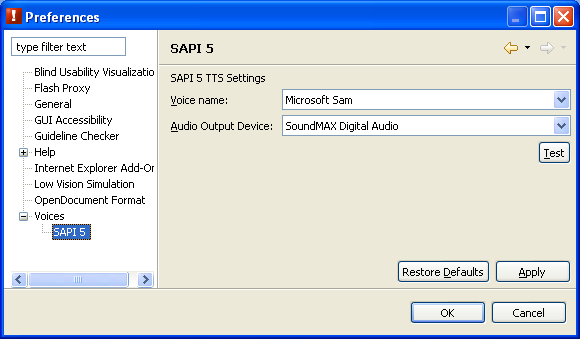 Preferences
type filter text
Blind Usability Visualizatio
Flash Proxy
General
GUI Accessibility
Guideline Checker
Help
Internet Explorer Add-Or
Low Vision Simulation
OpenDocument Format
Voices
SAPI 5
SAPI 5
SAPI 5 TTS Settings
Voice name: Microsoft Sam
Audio Output Device: SoundMAX Digital Audio
Test
Restore Defaults Apply
OK Cancel